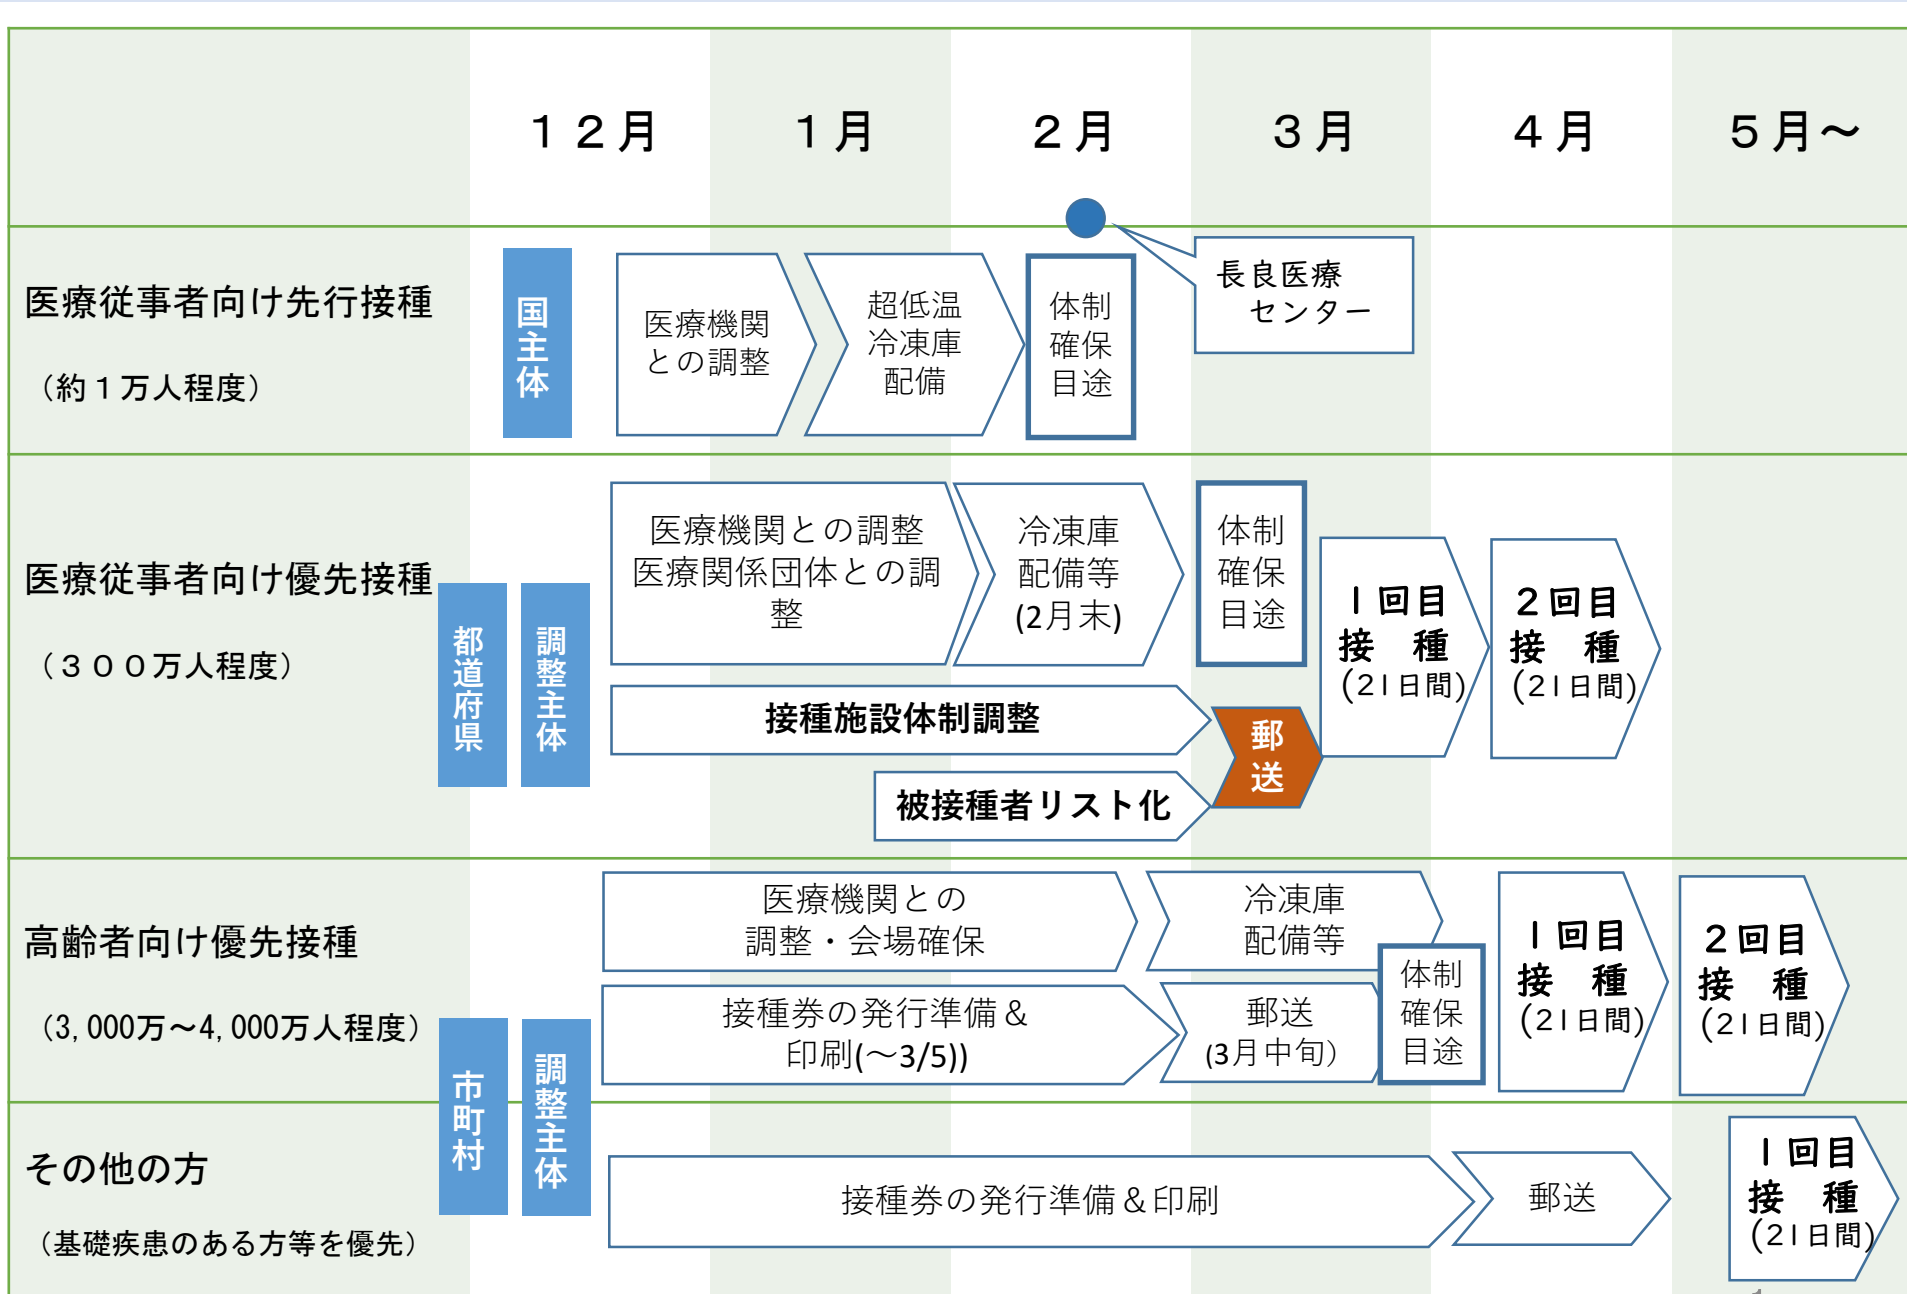 １２月
１月
２月
３月
４月
５月～
医療従事者向け先行接種
（約１万人程度）
国主体
医療機関
との調整
超低温
冷凍庫
配備
体制
確保
目途
長良医療
センター
医療従事者向け優先接種
（３００万人程度）
都道府県
調整主体
医療機関との調整
医療関係団体との調
整
冷凍庫
配備等
(2月末)
体制
確保
目途
１回目
接　種
(21日間)
２回目
接　種
(21日間)
接種施設体制調整
被接種者リスト化
郵
送
高齢者向け優先接種
（3,000万～4,000万人程度）
市町村
調整主体
医療機関との
調整・会場確保
冷凍庫
配備等
接種券の発行準備＆
印刷(～3/5))
郵送
(3月中旬）
体制
確保
目途
１回目
接　種
(21日間)
２回目
接　種
(21日間)
その他の方
（基礎疾患のある方等を優先）
接種券の発行準備＆印刷
郵送
１回目
接　種
(21日間)